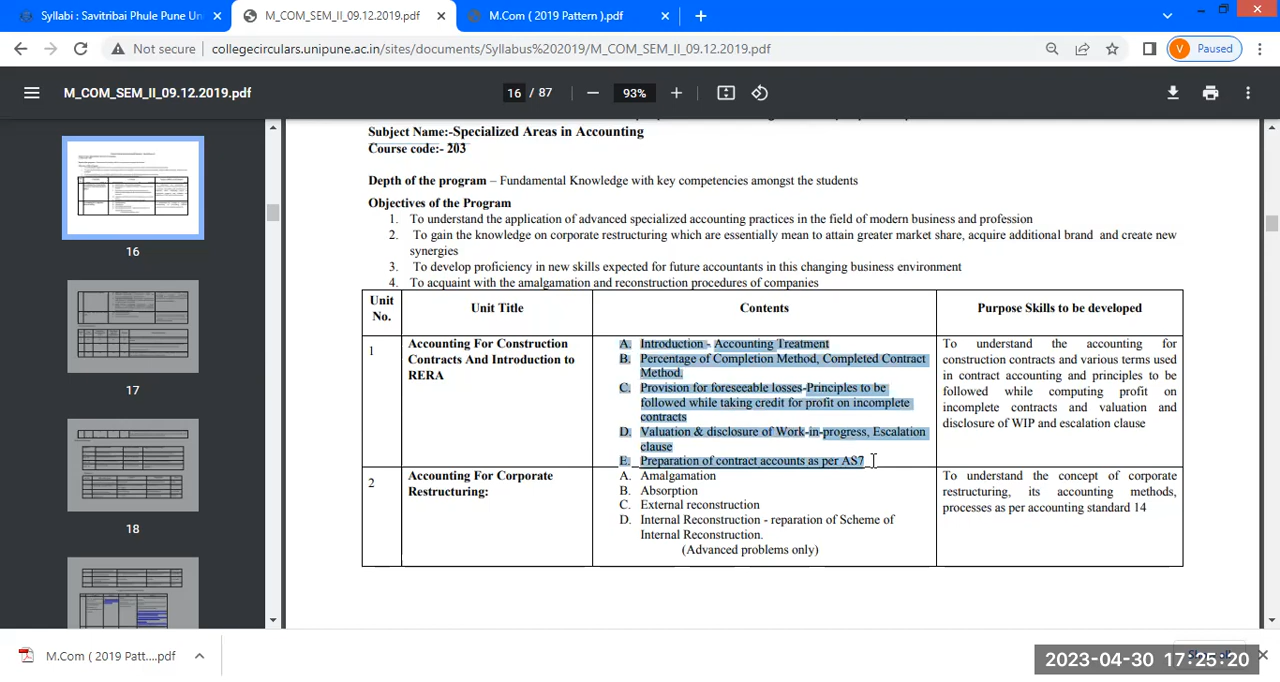 Syllabi : Savitribai Phule Pune Un
M_COM_SEM_II_09.12.2019.pdf
M.Com ( 2019 Pattern ).pdf
Not secure
collegecirculars.unipune.ac.in/sites/documents/Syllabus%202019/M_COM_SEM_II_09.12.2019.pdf
V Paused
M_COM_SEM_II_09.12.2019.pdf
16 / 87
93%
16
17
18
Subject Name:-Specialized Areas in Accounting
Course code:- 203
Depth of the program – Fundamental Knowledge with key competencies amongst the students
Objectives of the Program
1. To understand the application of advanced specialized accounting practices in the field of modern business and profession
2. To gain the knowledge on corporate restructuring which are essentially mean to attain greater market share, acquire additional brand and create new
synergies
3. To develop proficiency in new skills expected for future accountants in this changing business environment
4. To acquaint with the amalgamation and reconstruction procedures of companies
Unit
No.
Unit Title
Contents
Purpose Skills to be developed
1
Accounting For Construction
Contracts And Introduction to
RERA
A. Introduction - Accounting Treatment
B. Percentage of Completion Method, Completed Contract
Method.
C. Provision for foreseeable losses-Principles to be
followed while taking credit for profit on incomplete
contracts
D. Valuation & disclosure of Work-in-progress, Escalation
clause
E. Preparation of contract accounts as per AS7
To understand the accounting for
construction contracts and various terms used
in contract accounting and principles to be
followed while computing profit on
incomplete contracts and valuation and
disclosure of WIP and escalation clause
2
Accounting For Corporate
Restructuring:
A. Amalgamation
B. Absorption
C. External reconstruction
D. Internal Reconstruction - reparation of Scheme of
Internal Reconstruction.
(Advanced problems only)
To understand the concept of corporate
restructuring, its accounting methods,
processes as per accounting standard 14
M.Com ( 2019 Patt....pdf
2023-04-30 17:25:20